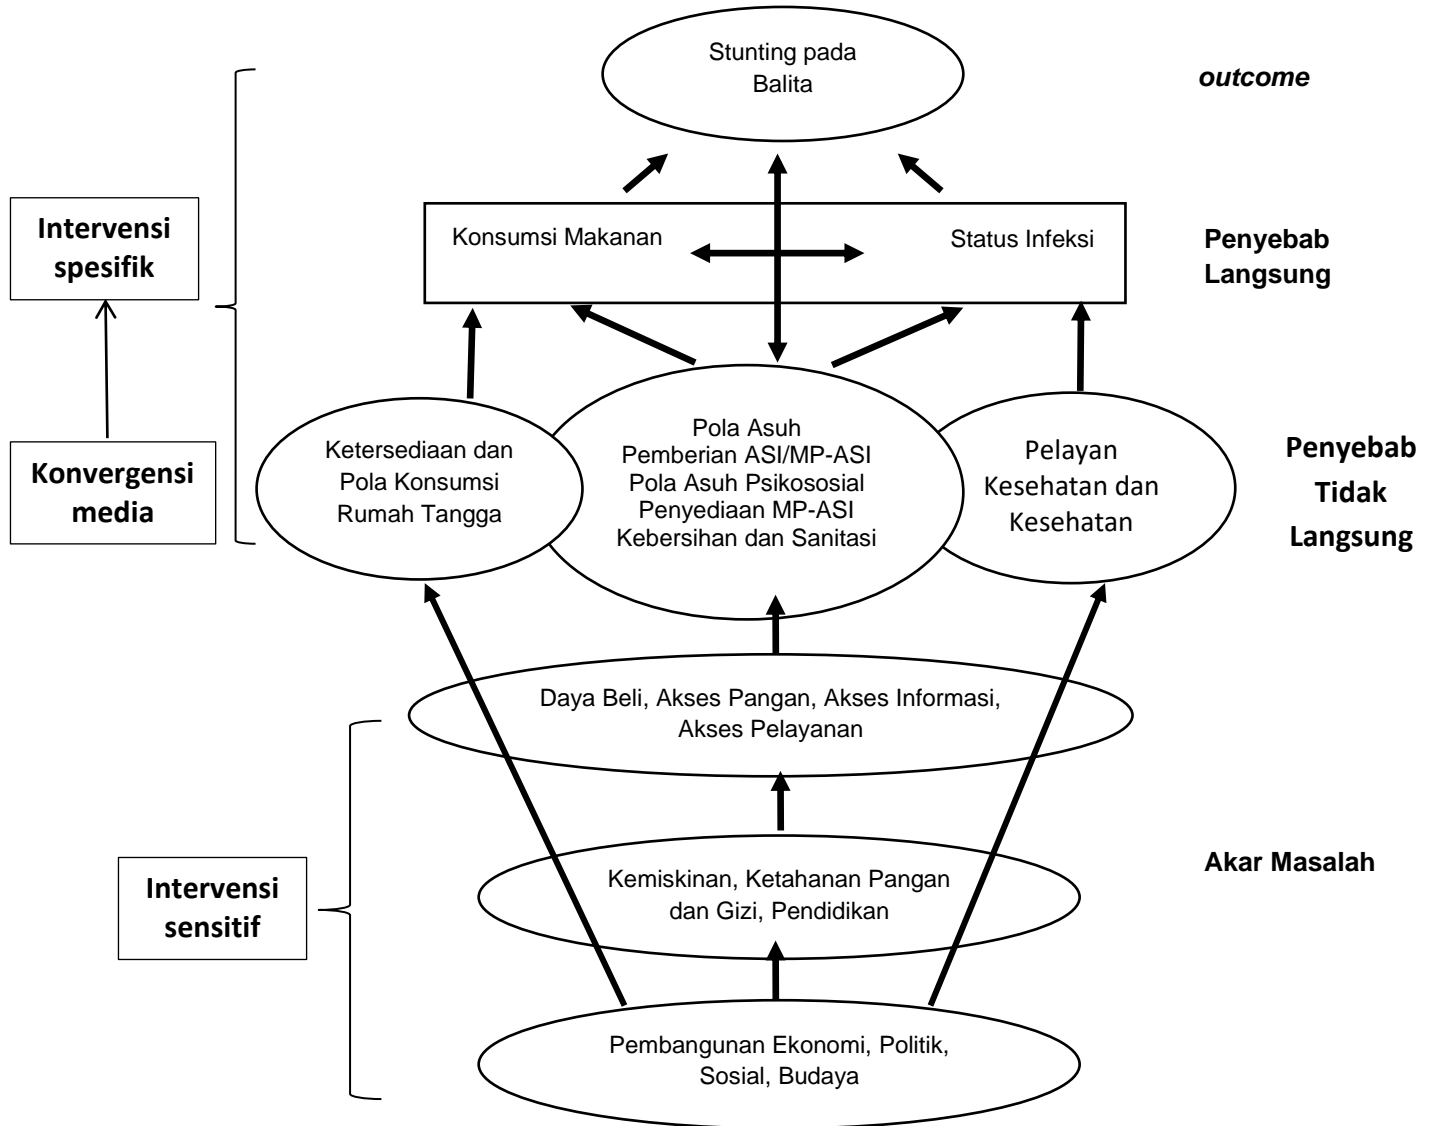 Stunting pada
Balita
outcome
Intervensi
spesifik
Konsumsi Makanan
Status Infeksi
Penyebab
Langsung
Konvergensi
media
Ketersediaan dan
Pola Konsumsi
Rumah Tangga
Pola Asuh
Pemberian ASI/MP-ASI
Pola Asuh Psikososial
Penyediaan MP-ASI
Kebersihan dan Sanitasi
Pelayan
Kesehatan dan
Kesehatan
Penyebab
Tidak
Langsung
Daya Beli, Akses Pangan, Akses Informasi,
Akses Pelayanan
Intervensi
sensitif
Kemiskinan, Ketahanan Pangan
dan Gizi, Pendidikan
Akar Masalah
Pembangunan Ekonomi, Politik,
Sosial, Budaya